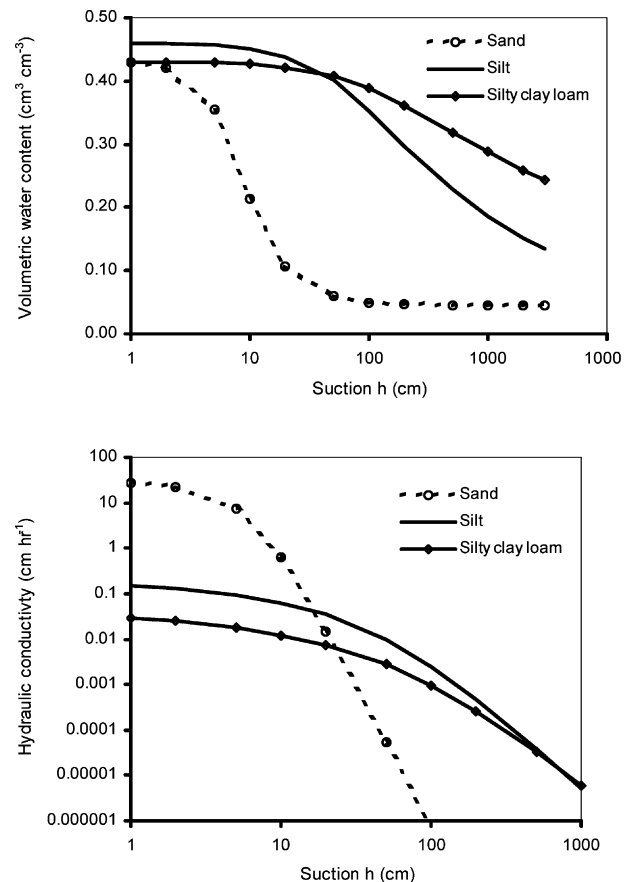 0.50
0.40
0.30
0.20
0.10
0.00
Volumetric water content (cm³ cm⁻³)
Sand
Silt
Silty clay loam
1 10 100 1000 1000
Suction h (cm)
100
10
1
0.1
0.01
0.001
0.0001
0.00001
0.000001
Hydraulic conductivty (cm hr⁻¹)
Sand
Silt
Silty clay loam
1 10 100 1000
Suction h (cm)